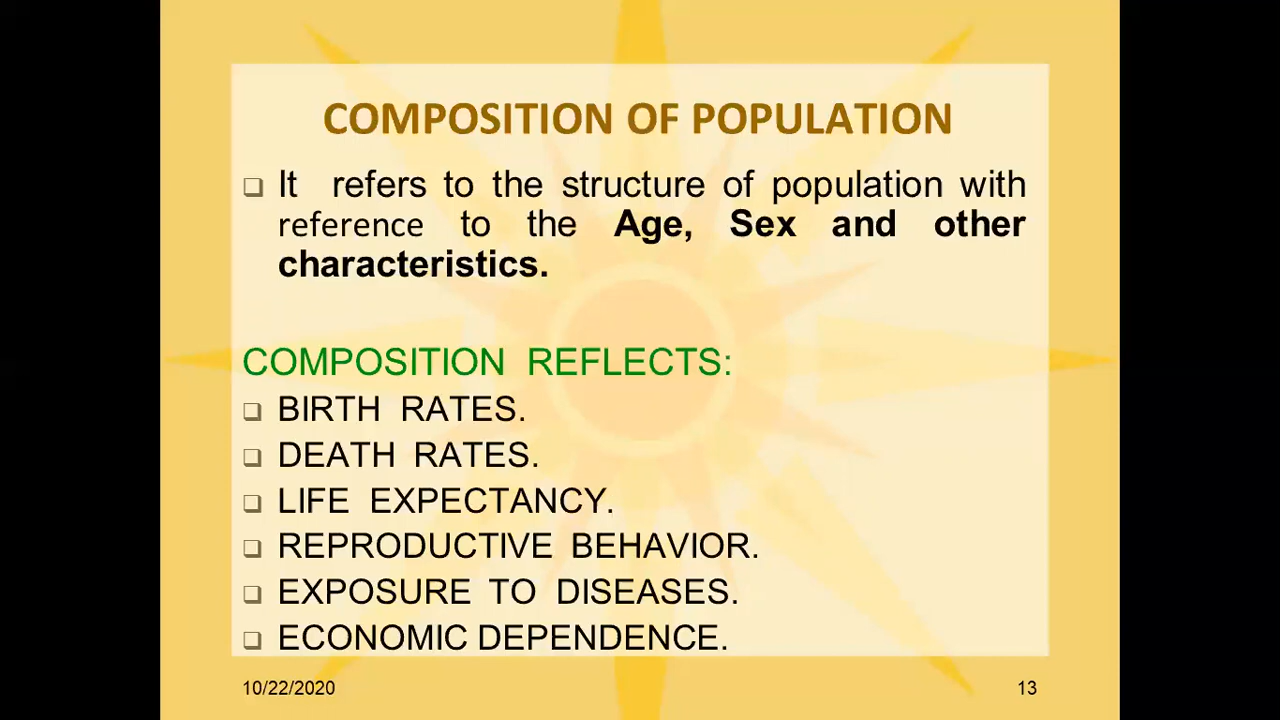 COMPOSITION OF POPULATION
It refers to the structure of population with
reference to the Age, Sex and other
characteristics.
COMPOSITION REFLECTS:
BIRTH RATES.
DEATH RATES.
LIFE EXPECTANCY.
REPRODUCTIVE BEHAVIOR.
EXPOSURE TO DISEASES.
ECONOMIC DEPENDENCE.
10/22/2020
13